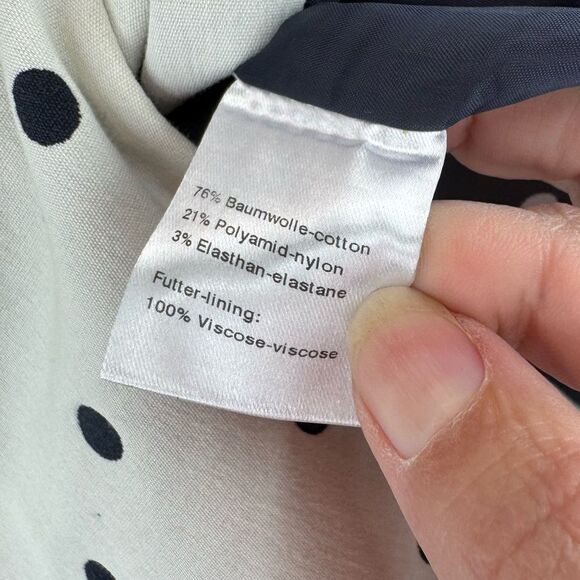 76% Baumwolle-cotton
21% Polyamid-nylon
3% Elasthan-elastane
Futter-lining:
100% Viscose-viscose